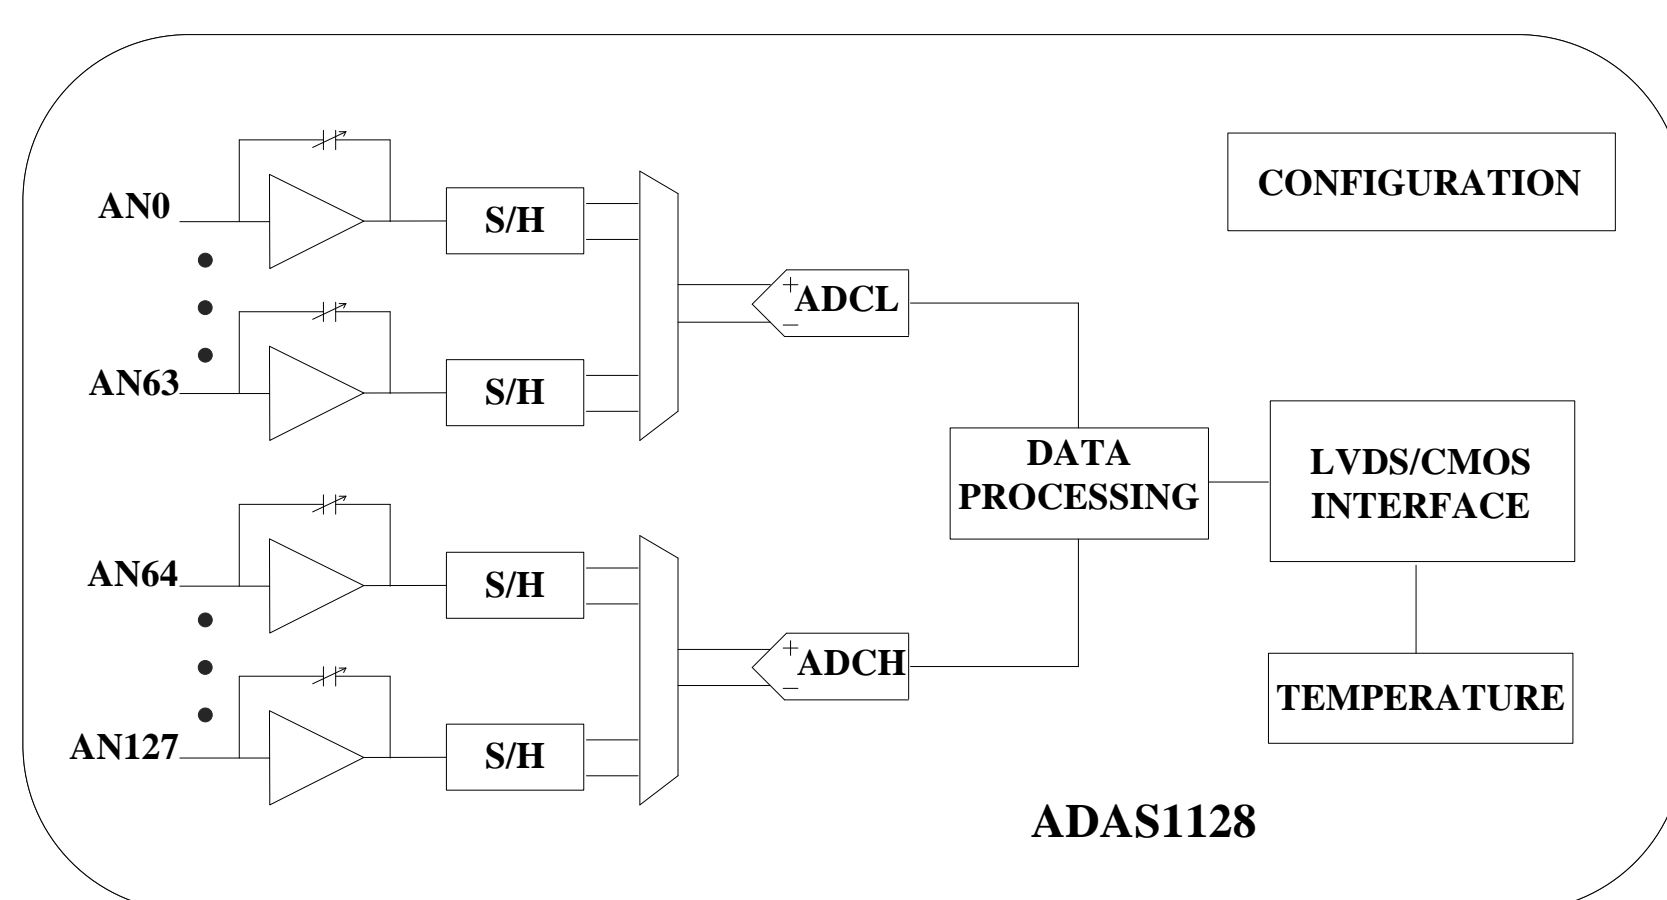 AN0
S/H
CONFIGURATION
+
ADCL
−
AN63
S/H
DATA
PROCESSING
LVDS/CMOS
INTERFACE
AN64
S/H
+
ADCH
−
TEMPERATURE
AN127
S/H
ADAS1128